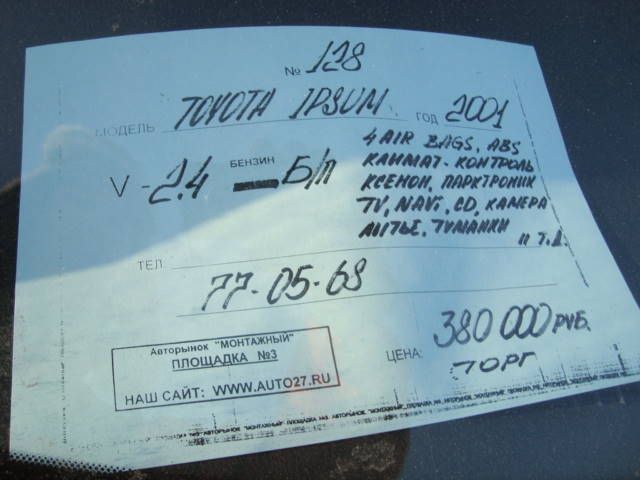 № 128
МОДЕЛЬ TOYOTA IPSUM ГОД 2001
V - 2.4 БЕНЗИН Б/п
4 AIR BAGS, ABS
КЛИМАТ-КОНТРОЛЬ
КСЕНОН, ПАРКТРОНИК
TV, NAVI, CD, КАМЕРА
ЛИТЬЕ, ТУМАНКИ
и т.д.
ТЕЛ 77-05-68
Авторынок "МОНТАЖНЫЙ"
ПЛОЩАДКА №3
НАШ САЙТ: WWW.AUTO27.RU
ЦЕНА: 380 000 РУБ.
ТОРГ